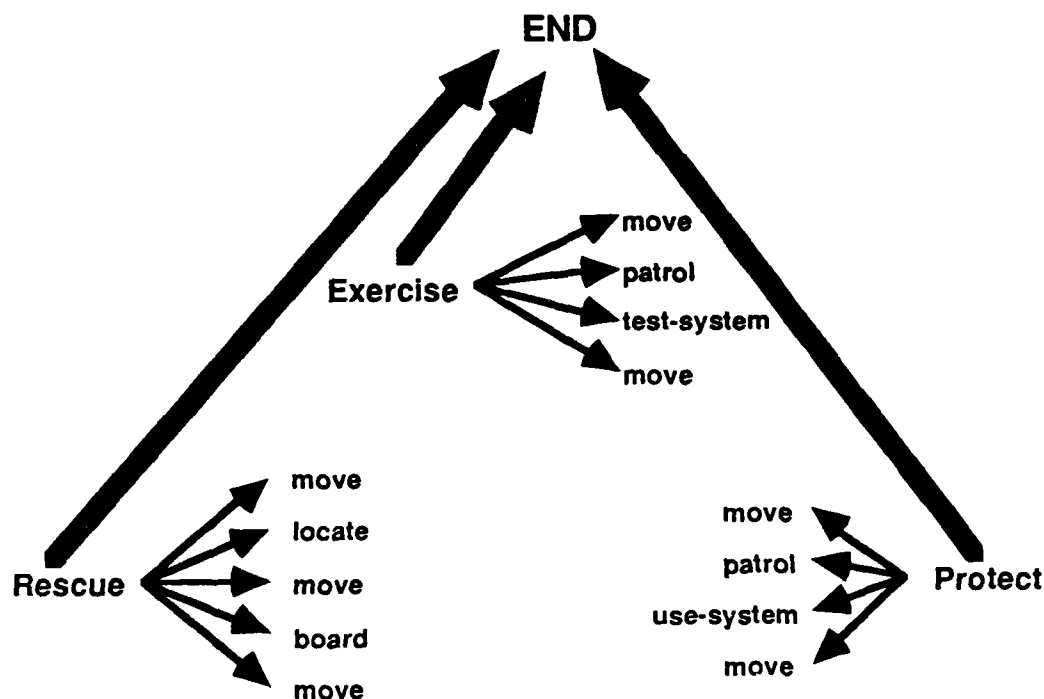 END
Exercise
move
patrol
test-system
move
Rescue
move
locate
move
board
move
move
patrol
use-system
move
Protect